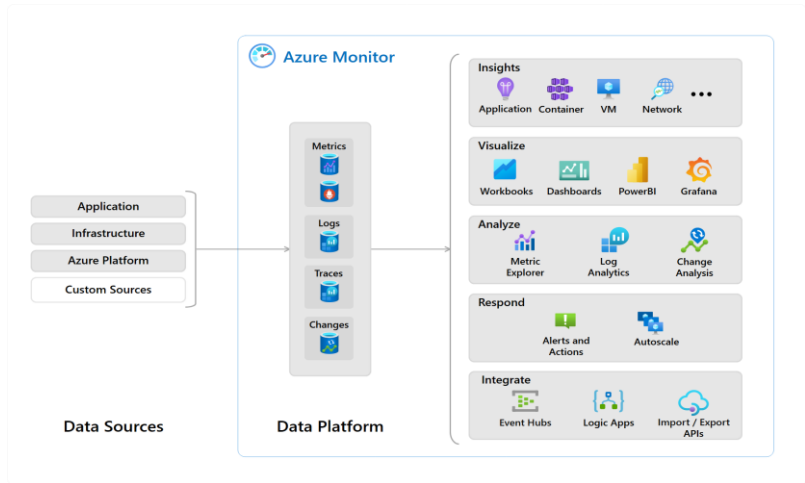 Azure Monitor
Application
Infrastructure
Azure Platform
Custom Sources
Data Sources
Metrics
Logs
Traces
Changes
Data Platform
Insights
Application Container VM Network
Visualize
Workbooks Dashboards PowerBI Grafana
Analyze
Metric Explorer
Log Analytics
Change Analysis
Respond
Alerts and Actions
Autoscale
Integrate
Event Hubs
Logic Apps
Import / Export APIs